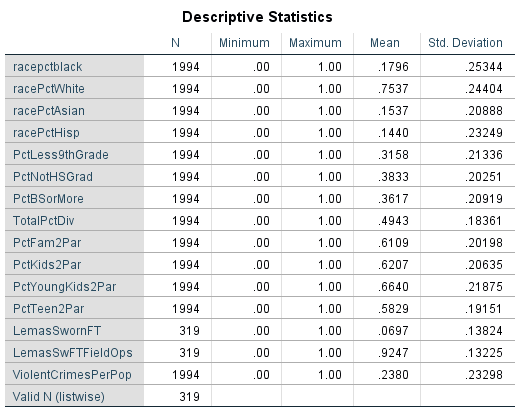 Descriptive Statistics
N Minimum Maximum Mean Std. Deviation
racepctblack 1994 .00 1.00 .1796 .25344
racePctWhite 1994 .00 1.00 .7537 .24404
racePctAsian 1994 .00 1.00 .1537 .20888
racePctHisp 1994 .00 1.00 .1440 .23249
PctLess9thGrade 1994 .00 1.00 .3158 .21336
PctNotHSGrad 1994 .00 1.00 .3833 .20251
PctBSorMore 1994 .00 1.00 .3617 .20919
TotalPctDiv 1994 .00 1.00 .4943 .18361
PctFam2Par 1994 .00 1.00 .6109 .20198
PctKids2Par 1994 .00 1.00 .6207 .20635
PctYoungKids2Par 1994 .00 1.00 .6640 .21875
PctTeen2Par 1994 .00 1.00 .5829 .19151
LemasSwornFT 319 .00 1.00 .0697 .13824
LemasSwFTFieldOps 319 .00 1.00 .9247 .13225
ViolentCrimesPerPop 1994 .00 1.00 .2380 .23298
Valid N (listwise) 319